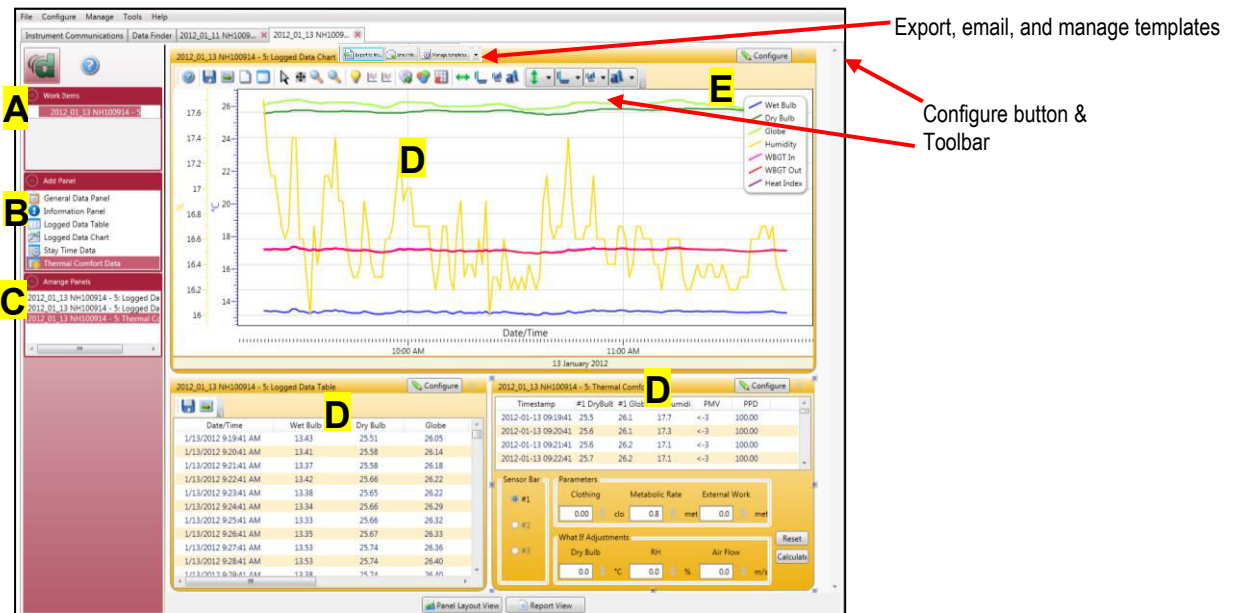 File Configure Manage Tools Help
Instrument Communications Data Finder 2012_01_11 NH1009... 2012_01_13 NH1009...
Export, email, and manage templates
2012_01_13 NH100914 - 5: Logged Data Chart Manage templates Configure
Configure button &
Toolbar
A
Work Items
2012_01_13 NH100914 - 5
B
Add Panel
General Data Panel
Information Panel
Logged Data Table
Logged Data Chart
Stay Time Data
Thermal Comfort Data
C
Arrange Panels
2012_01_13 NH100914 - 5: Logged Da
2012_01_13 NH100914 - 5: Logged Da
2012_01_13 NH100914 - 5: Thermal Co
E
D
17.6
17.4
17.2
17
16.8
16.6
16.4
16.2
16
%
°C
26
24
22
20
18
16
14
Wet Bulb
Dry Bulb
Globe
Humidity
WBGT In
WBGT Out
Heat Index
Date/Time
10:00 AM 11:00 AM
13 January 2012
2012_01_13 NH100914 - 5: Logged Data Table Configure
D
Date/Time Wet Bulb Dry Bulb Globe
1/13/2012 9:19:41 AM 13.43 25.51 26.05
1/13/2012 9:20:41 AM 13.41 25.58 26.14
1/13/2012 9:21:41 AM 13.37 25.58 26.18
1/13/2012 9:22:41 AM 13.42 25.66 26.22
1/13/2012 9:23:41 AM 13.38 25.65 26.22
1/13/2012 9:24:41 AM 13.34 25.66 26.29
1/13/2012 9:25:41 AM 13.33 25.66 26.32
1/13/2012 9:26:41 AM 13.35 25.67 26.33
1/13/2012 9:27:41 AM 13.53 25.74 26.36
1/13/2012 9:28:41 AM 13.53 25.74 26.40
1/13/2012 9:29:41 AM 13.38 25.74 26.40
2012_01_13 NH100914 - 5: Thermal Comfo Configure
D
Timestamp #1 DryBulb #1 Glob umidi PMV PPD
2012-01-13 09:19:41 25.5 26.1 17.7 <-3 100.00
2012-01-13 09:20:41 25.6 26.1 17.3 <-3 100.00
2012-01-13 09:21:41 25.6 26.2 17.1 <-3 100.00
2012-01-13 09:22:41 25.7 26.2 17.1 <-3 100.00
Sensor Bar
#1
#2
#3
Parameters
Clothing Metabolic Rate External Work
0.00 clo 0.8 met 0.0 met
What If Adjustments
Dry Bulb RH Air Flow
0.0 °C 0.0 % 0.0 m/s
Reset
Calculate
Panel Layout View Report View